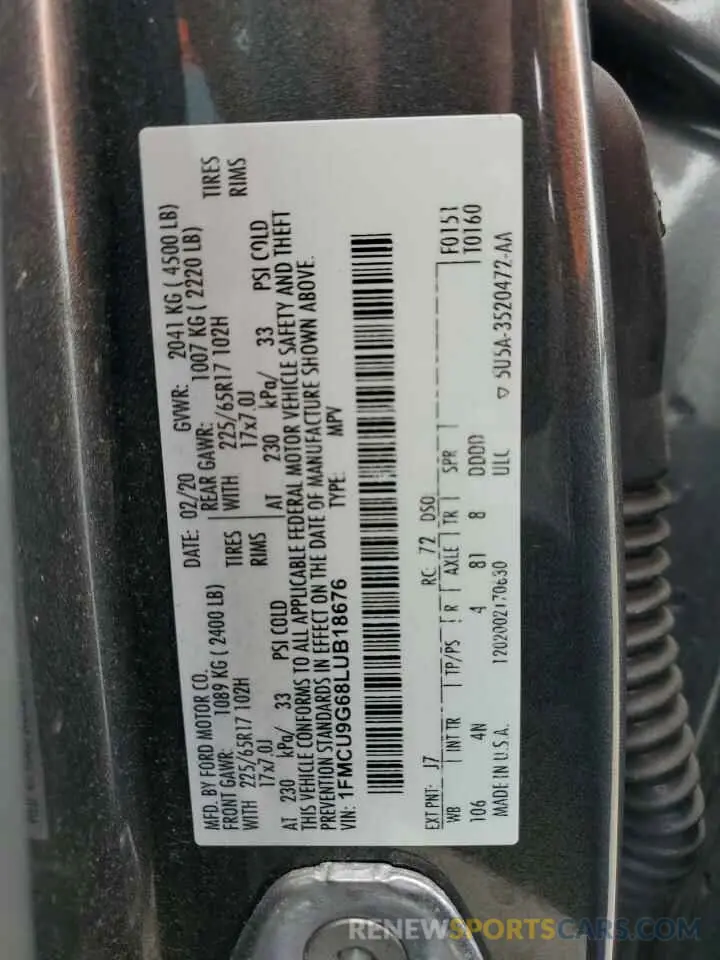 MFD. BY FORD MOTOR CO.
DATE: 02/20 GVWR: 2041 KG ( 4500 LB)
FRONT GAWR: 1089 KG ( 2400 LB)
REAR GAWR: 1007 KG ( 2220 LB)
WITH 225/65R17 102H TIRES
WITH 225/65R17 102H TIRES
17x7.0J RIMS
17x7.0J RIMS
AT 230 kPa/ 33 PSI COLD
AT 230 kPa/ 33 PSI COLD
THIS VEHICLE CONFORMS TO ALL APPLICABLE FEDERAL MOTOR VEHICLE SAFETY AND THEFT
PREVENTION STANDARDS IN EFFECT ON THE DATE OF MANUFACTURE SHOWN ABOVE.
VIN: 1FMCU9G68LUB18676 TYPE: MPV
EXT PNT: J7 RC: 72 DSO: F0151
WB INT TR TP/PS R AXLE TR SPR T0160
106 4N 4 81 8 DDDD
MADE IN U.S.A. 1202002170630 ULC ▽ 5U5A-3520472-AA
RENEWSPORTSCARS.COM